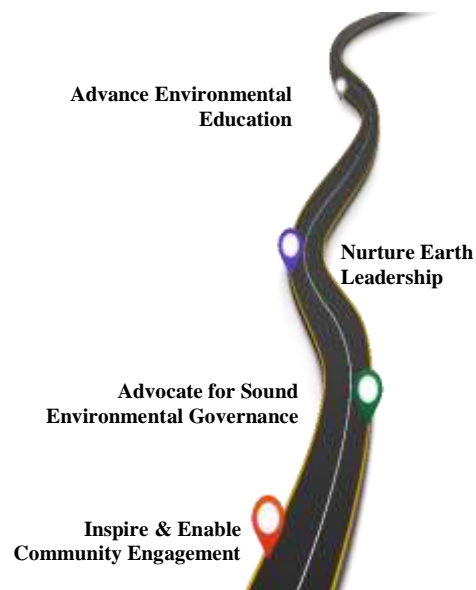 Advance Environmental
Education
Nurture Earth
Leadership
Advocate for Sound
Environmental Governance
Inspire & Enable
Community Engagement